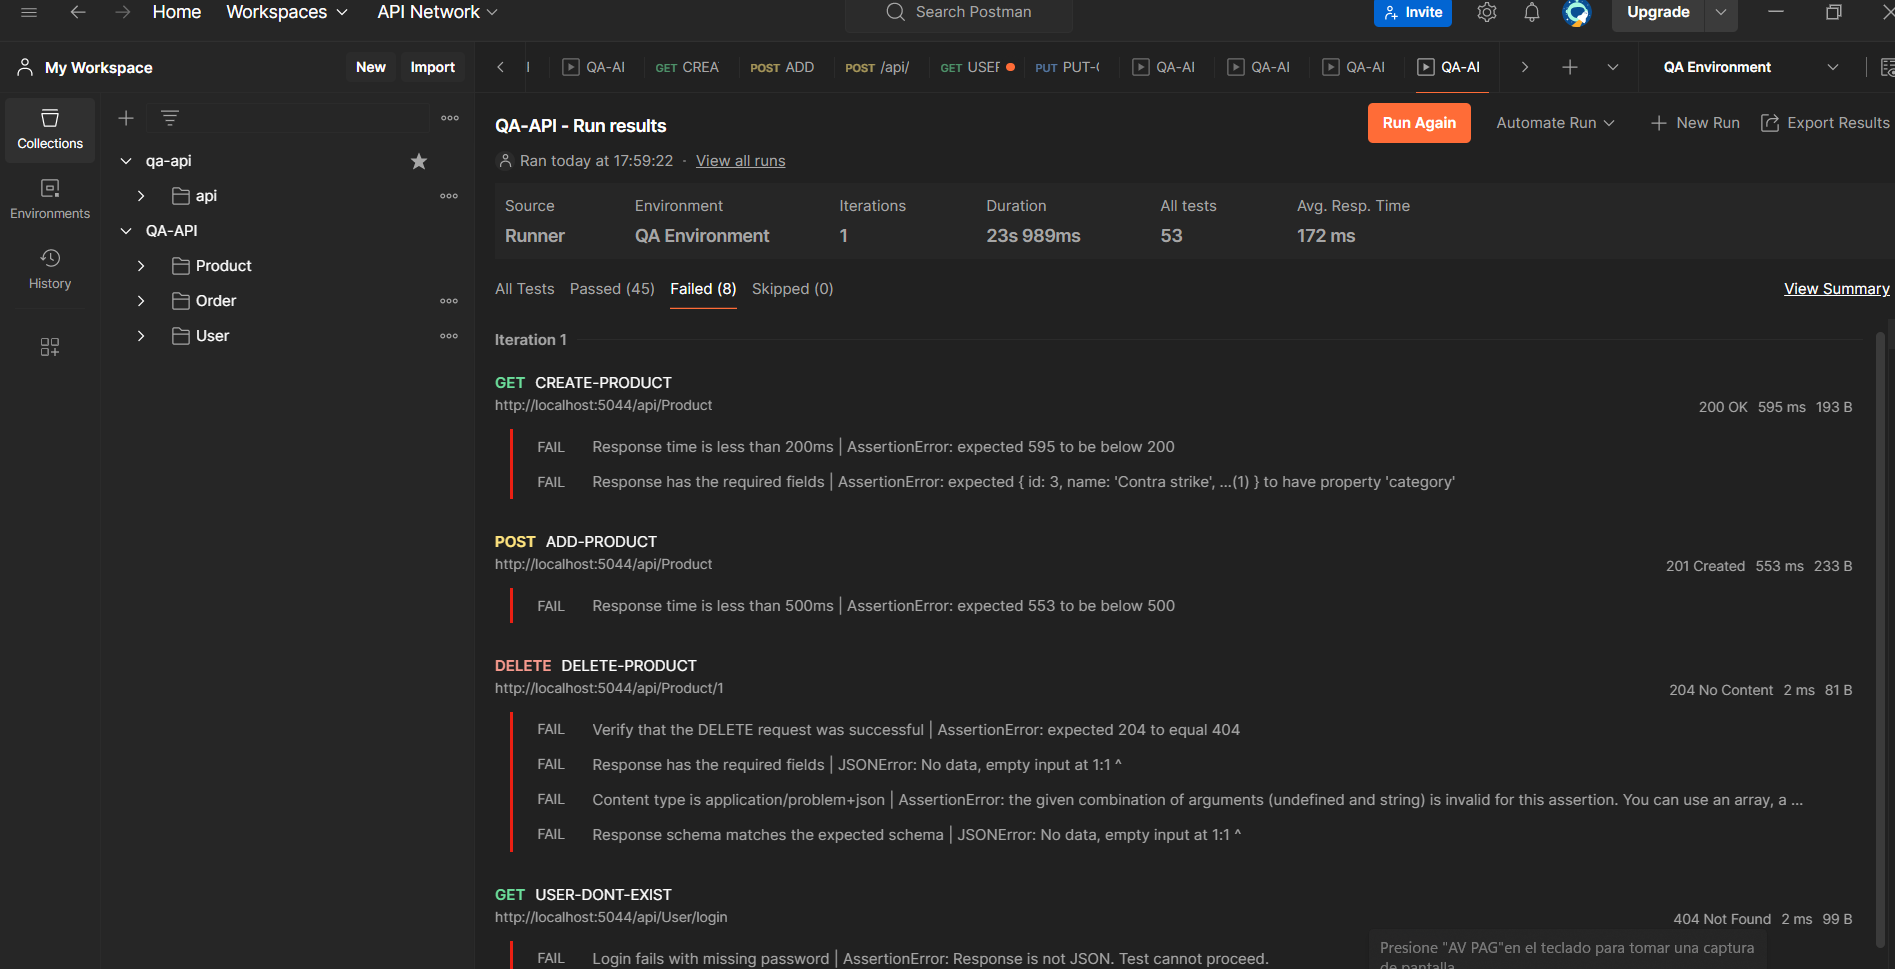 Home Workspaces API Network Search Postman Invite Upgrade
My Workspace New Import QA-AI GET CREA POST ADD POST /api/ GET USEF PUT PUT-( QA-AI QA-AI QA-AI QA-AI QA Environment
Collections
Environments
History
qa-api
api
QA-API
Product
Order
User
QA-API - Run results Run Again Automate Run New Run Export Results
Ran today at 17:59:22 · View all runs
Source Environment Iterations Duration All tests Avg. Resp. Time
Runner QA Environment 1 23s 989ms 53 172 ms
All Tests Passed (45) Failed (8) Skipped (0) View Summary
Iteration 1
GET CREATE-PRODUCT
http://localhost:5044/api/Product 200 OK 595 ms 193 B
FAIL Response time is less than 200ms | AssertionError: expected 595 to be below 200
FAIL Response has the required fields | AssertionError: expected { id: 3, name: 'Contra strike', ...(1) } to have property 'category'
POST ADD-PRODUCT
http://localhost:5044/api/Product 201 Created 553 ms 233 B
FAIL Response time is less than 500ms | AssertionError: expected 553 to be below 500
DELETE DELETE-PRODUCT
http://localhost:5044/api/Product/1 204 No Content 2 ms 81 B
FAIL Verify that the DELETE request was successful | AssertionError: expected 204 to equal 404
FAIL Response has the required fields | JSONError: No data, empty input at 1:1 ^
FAIL Content type is application/problem+json | AssertionError: the given combination of arguments (undefined and string) is invalid for this assertion. You can use an array, a ...
FAIL Response schema matches the expected schema | JSONError: No data, empty input at 1:1 ^
GET USER-DONT-EXIST
http://localhost:5044/api/User/login 404 Not Found 2 ms 99 B
FAIL Login fails with missing password | AssertionError: Response is not JSON. Test cannot proceed.
Presione "AV PAG"en el teclado para tomar una captura
de pantalla